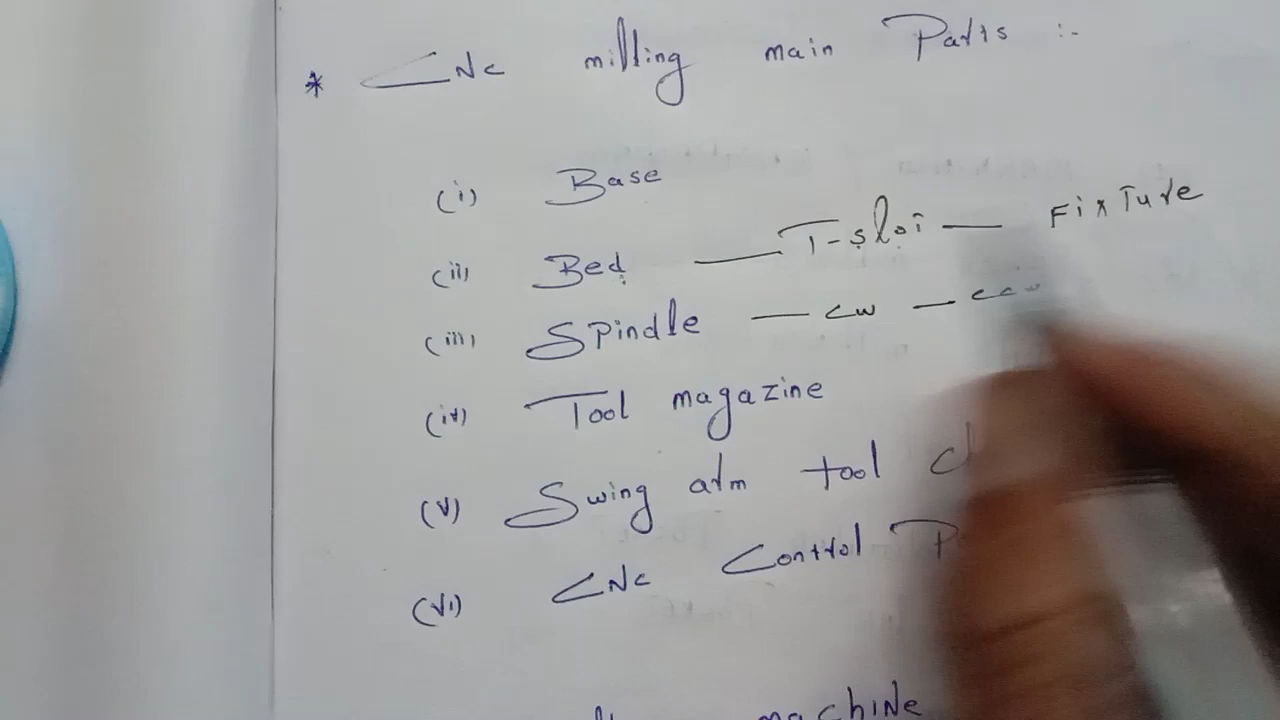 * CNC milling main Parts :-
(i) Base
(ii) Bed — T-slot — Fixture
(iii) Spindle — cw — ccw
(iv) Tool magazine
(v) Swing arm tool
(vi) CNC Control
machine